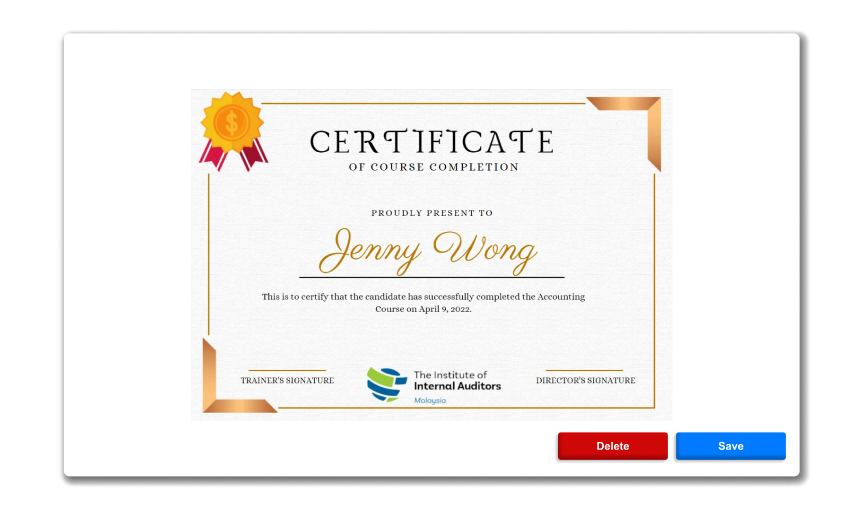 CERTIFICATE
OF COURSE COMPLETION
PROUDLY PRESENT TO
Jenny Wong
This is to certify that the candidate has successfully completed the Accounting
Course on April 9, 2022.
TRAINER'S SIGNATURE
The Institute of
Internal Auditors
Malaysia
DIRECTOR'S SIGNATURE
Delete
Save